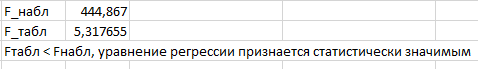 F_набл 444,867
F_табл 5,317655
Fтабл < Fнабл, уравнение регрессии признается статистически значимым